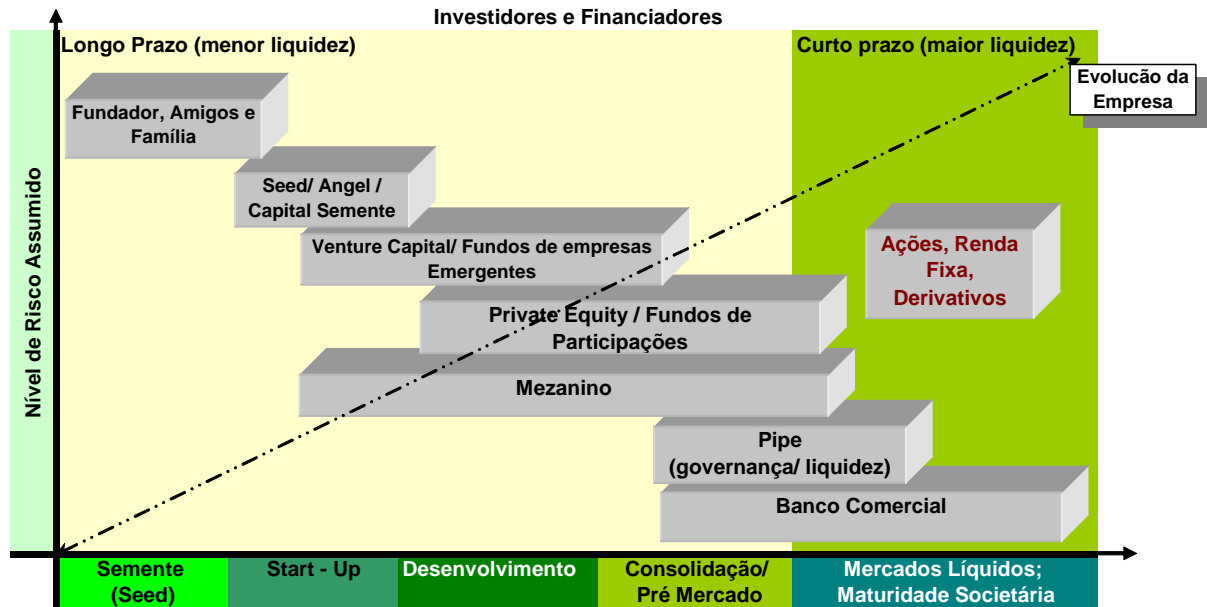 Investidores e Financiadores
Longo Prazo (menor liquidez)
Curto prazo (maior liquidez)
Evolucão da
Empresa
Fundador, Amigos e
Família
Seed/ Angel /
Capital Semente
Venture Capital/ Fundos de empresas
Emergentes
Ações, Renda
Fixa,
Derivativos
Private Equity / Fundos de
Participações
Mezanino
Pipe
(governança/ liquidez)
Banco Comercial
Nível de Risco Assumido
Semente
(Seed)
Start - Up
Desenvolvimento
Consolidação/
Pré Mercado
Mercados Líquidos;
Maturidade Societária